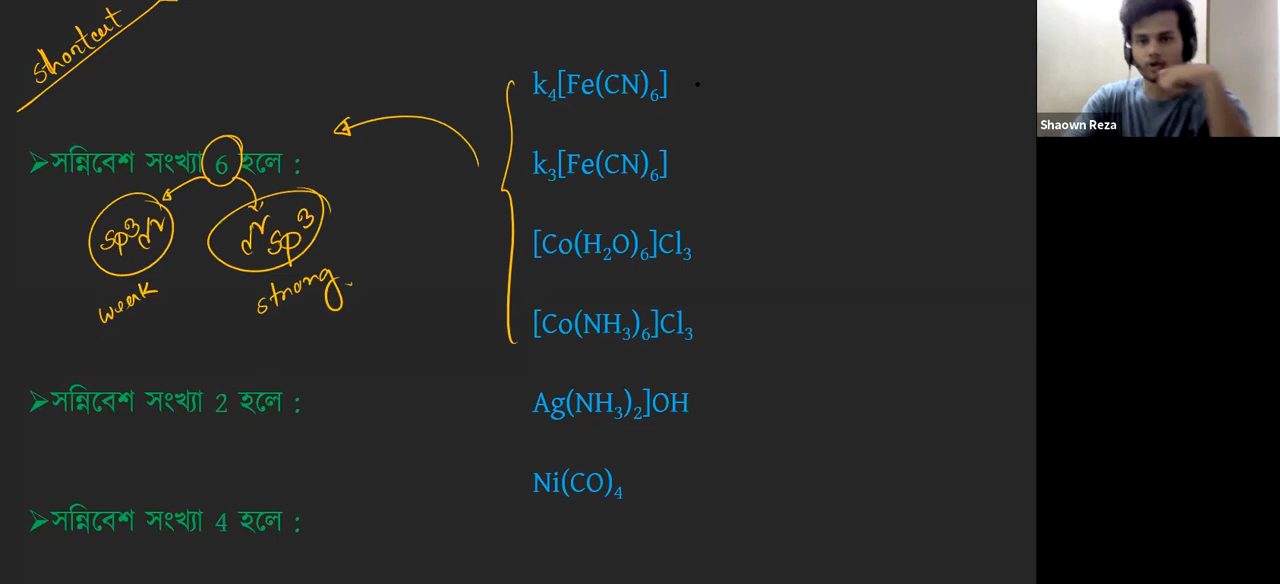 shortcut
➤সন্নিবেশ সংখ্যা 6 হলে :
sp³d² d²sp³
weak strong
➤সন্নিবেশ সংখ্যা 2 হলে :
➤সন্নিবেশ সংখ্যা 4 হলে :
k₄[Fe(CN)₆]
k₃[Fe(CN)₆]
[Co(H₂O)₆]Cl₃
[Co(NH₃)₆]Cl₃
Ag(NH₃)₂]OH
Ni(CO)₄
Shaown Reza